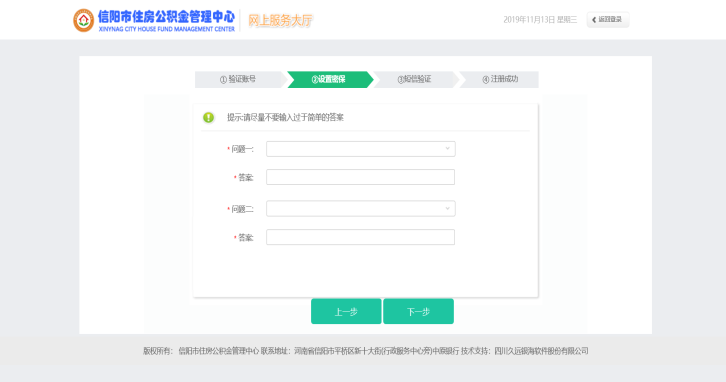 信阳市住房公积金管理中心
XINYNAG CITY HOUSE FUND MANAGEMENT CENTER
网上服务大厅
2019年11月13日 星期三
返回登录
① 验证账号
②设置密保
③短信验证
④ 注册成功
提示:请尽量不要输入过于简单的答案
* 问题一:
* 答案:
* 问题二:
* 答案:
上一步
下一步
版权所有: 信阳市住房公积金管理中心 联系地址: 河南省信阳市平桥区新十大街(行政服务中心旁)中原银行 技术支持: 四川久远银海软件股份有限公司